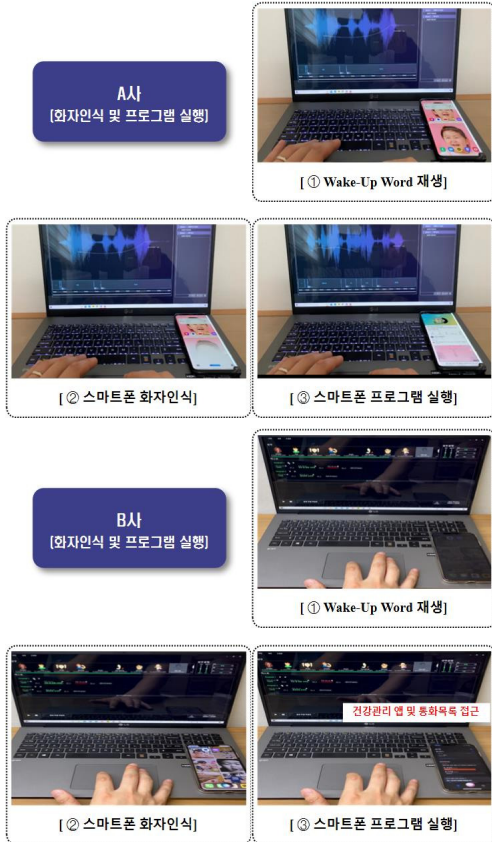 A사
[화자인식 및 프로그램 실행]
[ ① Wake-Up Word 재생]
[ ② 스마트폰 화자인식]
[ ③ 스마트폰 프로그램 실행]
B사
[화자인식 및 프로그램 실행]
[ ① Wake-Up Word 재생]
건강관리 앱 및 통화목록 접근
[ ② 스마트폰 화자인식]
[ ③ 스마트폰 프로그램 실행]